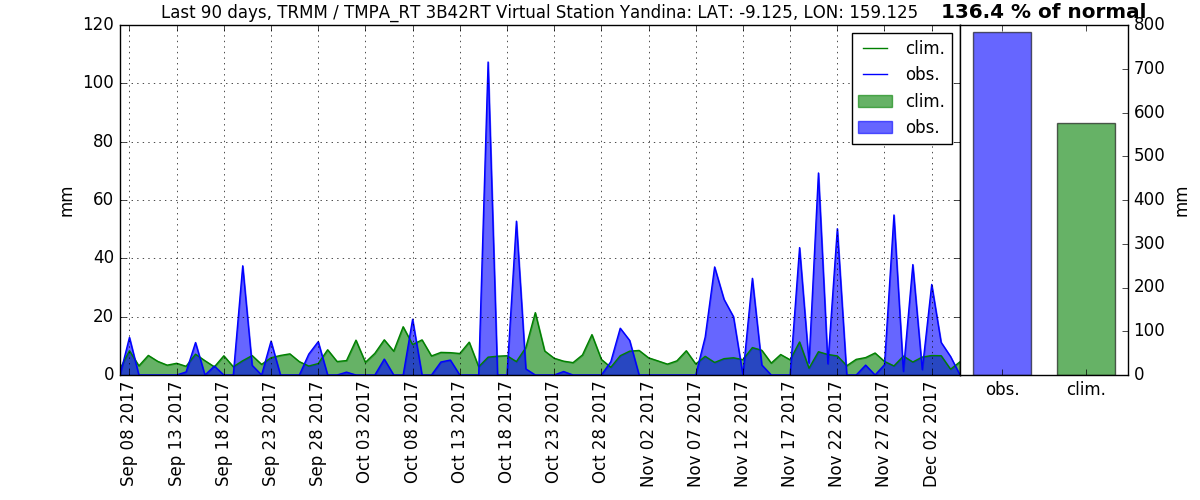 Last 90 days, TRMM / TMPA_RT 3B42RT Virtual Station Yandina: LAT: -9.125, LON: 159.125
136.4 % of normal
clim.
obs.
clim.
obs.
mm
120
100
80
60
40
20
0
Sep 08 2017
Sep 13 2017
Sep 18 2017
Sep 23 2017
Sep 28 2017
Oct 03 2017
Oct 08 2017
Oct 13 2017
Oct 18 2017
Oct 23 2017
Oct 28 2017
Nov 02 2017
Nov 07 2017
Nov 12 2017
Nov 17 2017
Nov 22 2017
Nov 27 2017
Dec 02 2017
800
700
600
500
400
300
200
100
0
mm
obs.
clim.